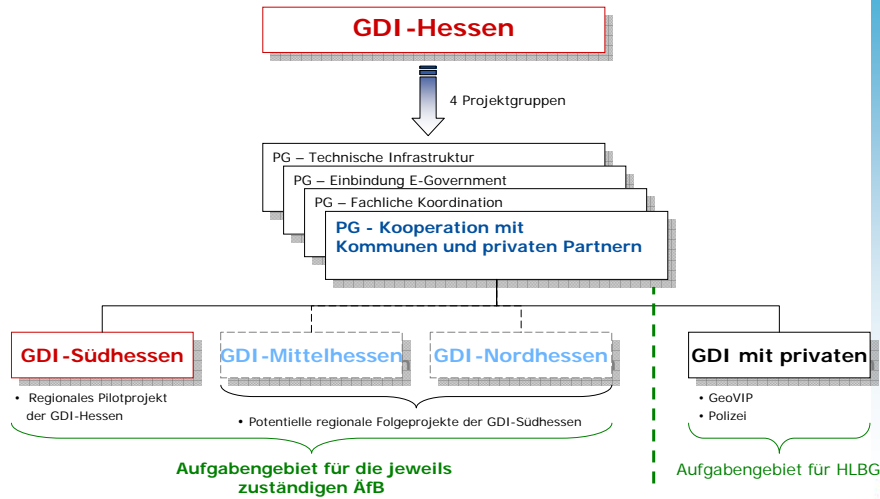 GDI-Hessen
4 Projektgruppen
PG – Technische Infrastruktur
PG – Einbindung E-Government
PG – Fachliche Koordination
PG - Kooperation mit
Kommunen und privaten Partnern
GDI-Südhessen
GDI-Mittelhessen
GDI-Nordhessen
GDI mit privaten
• Regionales Pilotprojekt
der GDI-Hessen
• Potentielle regionale Folgeprojekte der GDI-Südhessen
• GeoVIP
• Polizei
Aufgabengebiet für die jeweils
zuständigen ÄfB
Aufgabengebiet für HLBG